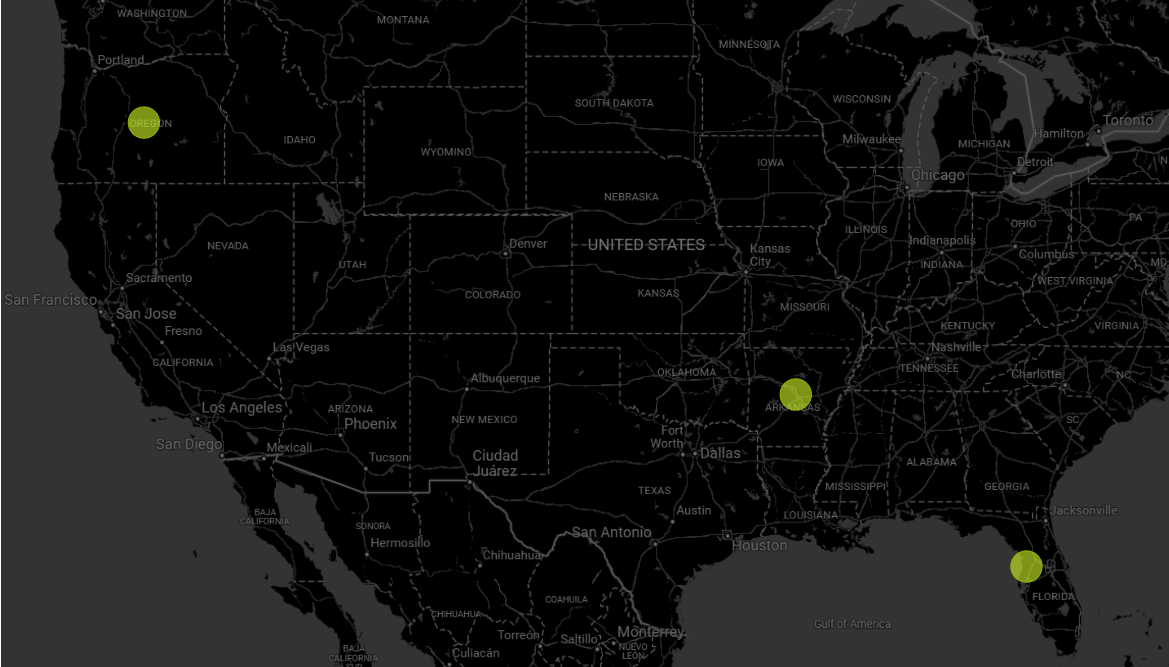 WASHINGTON
MONTANA
MINNESOTA
Portland
SOUTH DAKOTA
WISCONSIN
OREGON
IDAHO
WYOMING
Milwaukee
MICHIGAN
Hamilton
Toronto
Detroit
IOWA
Chicago
NEBRASKA
NEVADA
UTAH
Denver
UNITED STATES
Kansas
City
ILLINOIS
Indianapolis
INDIANA
OHIO
Columbus
PA
MD
WEST VIRGINIA
Sacramento
San Francisco
San Jose
Fresno
CALIFORNIA
COLORADO
KANSAS
MISSOURI
KENTUCKY
VIRGINIA
Las Vegas
Nashville
TENNESSEE
Charlotte
NC
Albuquerque
OKLAHOMA
ARKANSAS
Los Angeles
ARIZONA
Phoenix
NEW MEXICO
SC
San Diego
Mexicali
Tucson
Ciudad
Juárez
Fort
Worth
Dallas
MISSISSIPPI
ALABAMA
GEORGIA
BAJA
CALIFORNIA
SONORA
Hermosillo
TEXAS
Austin
LOUISIANA
Jacksonville
Chihuahua
San Antonio
Houston
COAHUILA
CHIHUAHUA
FLORIDA
Gulf of America
Torreón
Saltillo
Monterrey
NUEVO
LEON
Culiacán
BAJA
CALIFORNIA
SUR
N